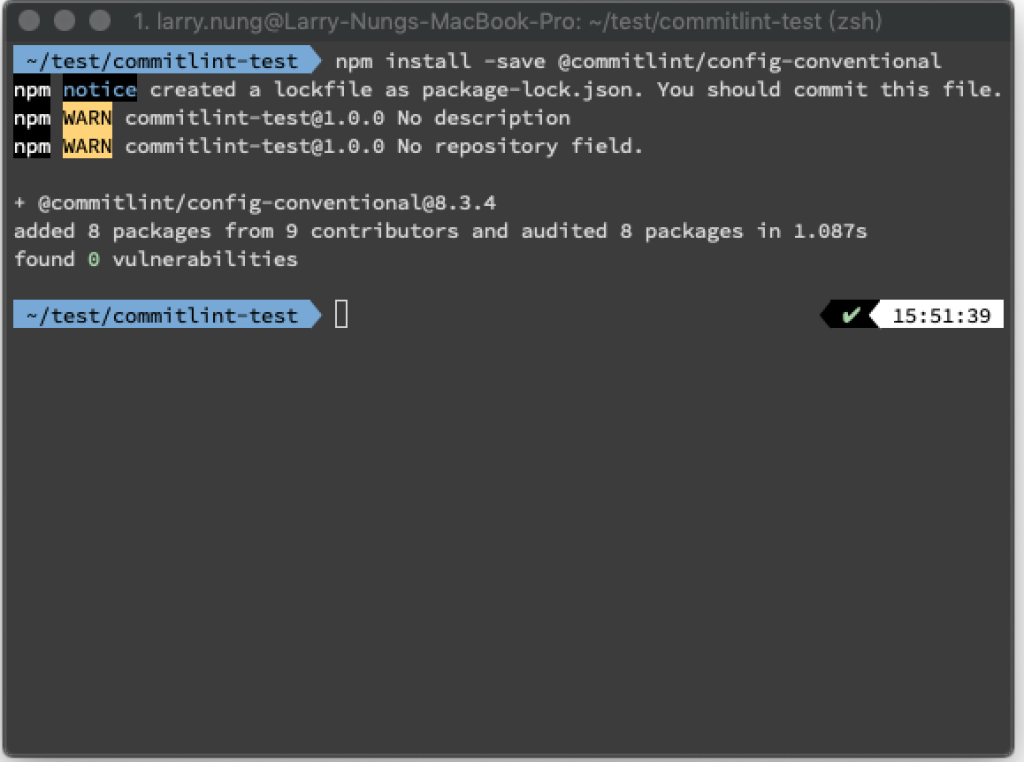 1. larry.nung@Larry-Nungs-MacBook-Pro: ~/test/commitlint-test (zsh)
~/test/commitlint-test npm install -save @commitlint/config-conventional
npm notice created a lockfile as package-lock.json. You should commit this file.
npm WARN commitlint-test@1.0.0 No description
npm WARN commitlint-test@1.0.0 No repository field.
+ @commitlint/config-conventional@8.3.4
added 8 packages from 9 contributors and audited 8 packages in 1.087s
found 0 vulnerabilities
~/test/commitlint-test ✔ 15:51:39